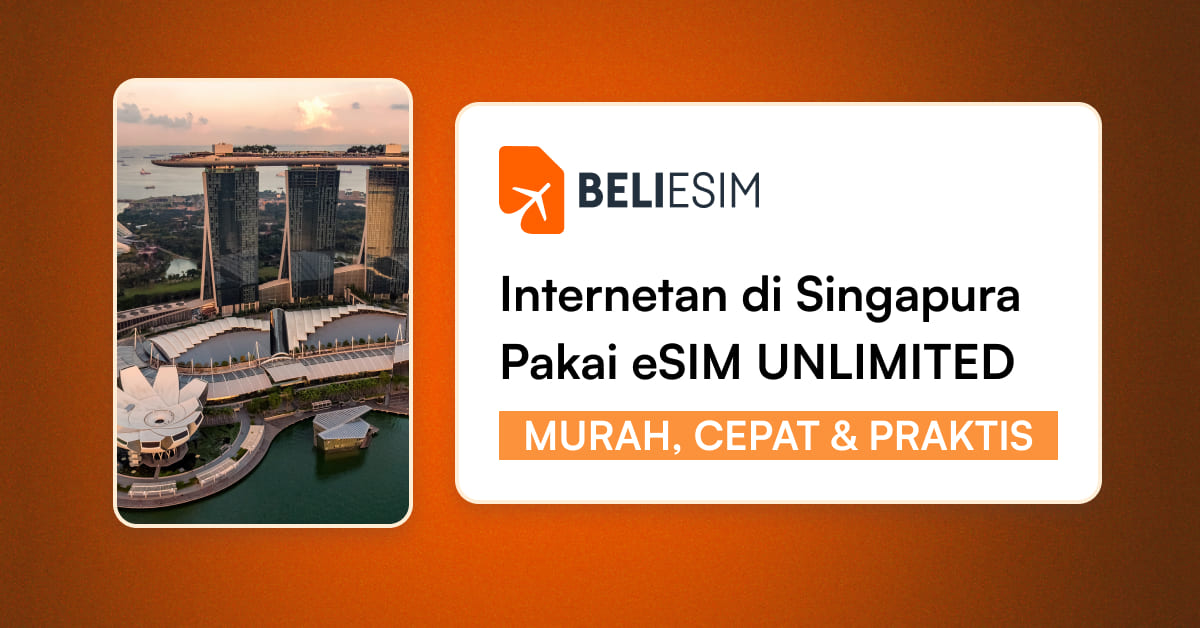 BELIESIM
Internetan di Singapura
Pakai eSIM UNLIMITED
MURAH, CEPAT & PRAKTIS